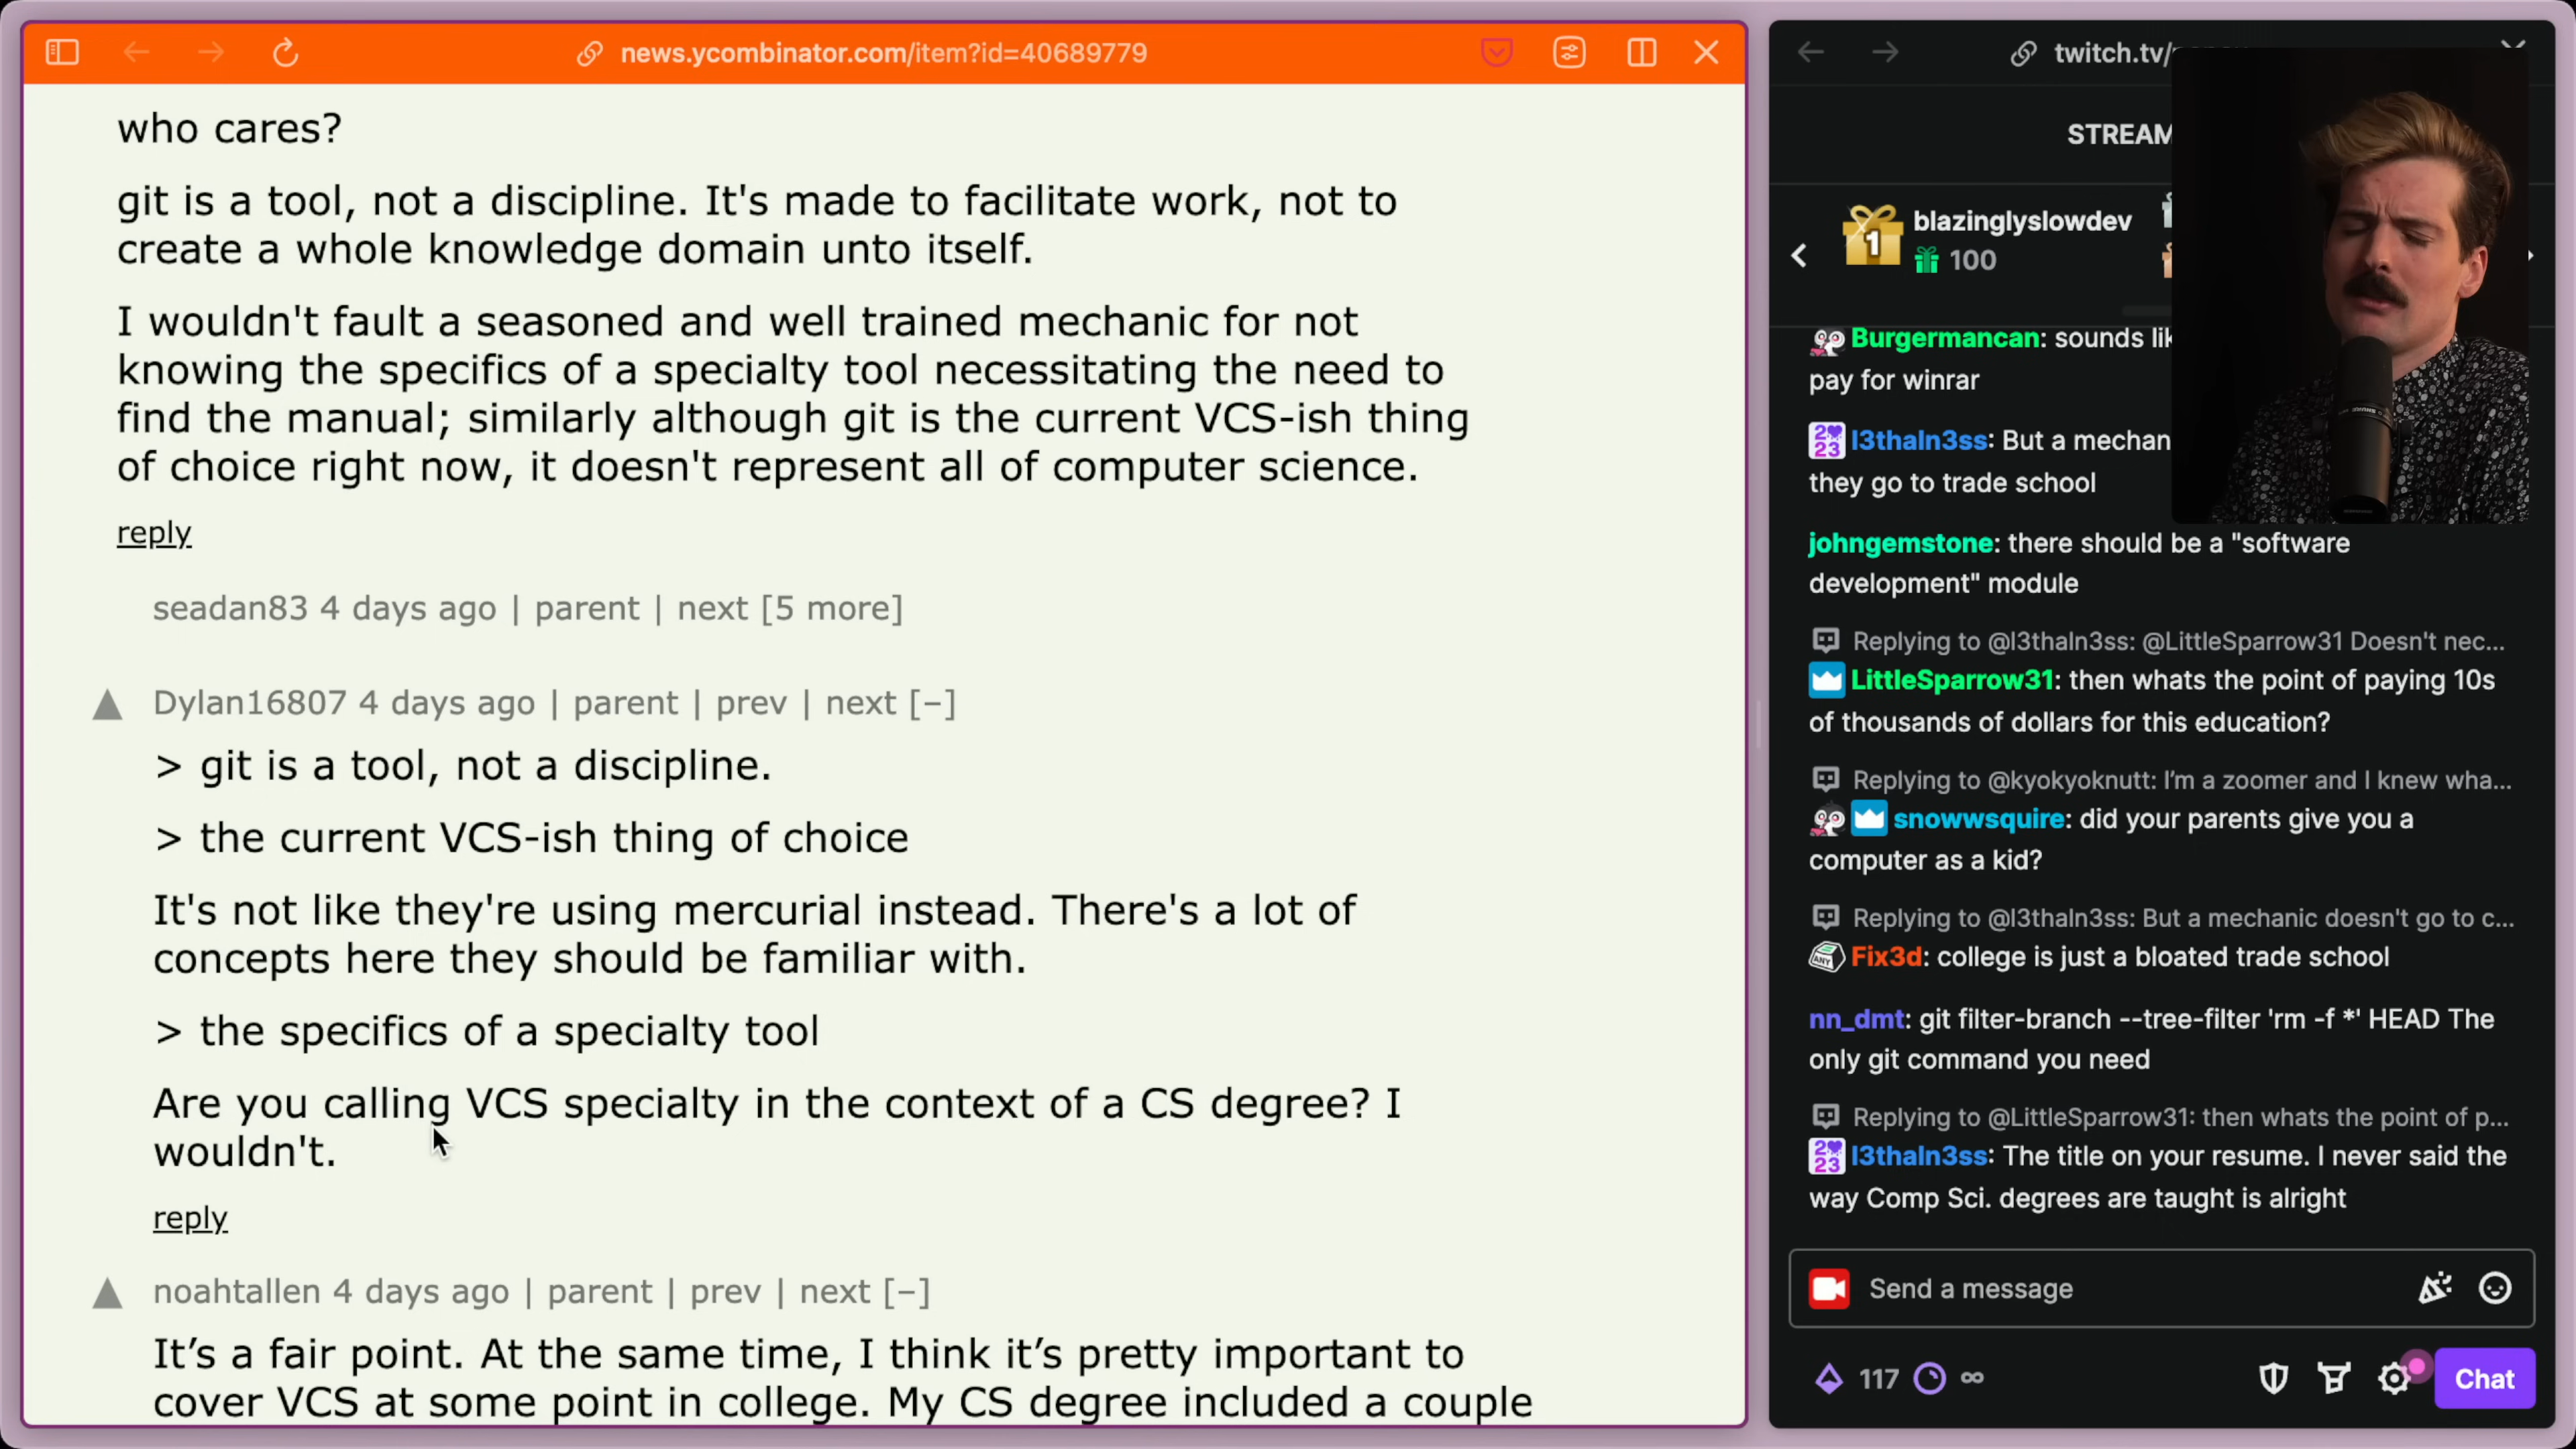 news.ycombinator.com/item?id=40689779
who cares?
git is a tool, not a discipline. It's made to facilitate work, not to
create a whole knowledge domain unto itself.
I wouldn't fault a seasoned and well trained mechanic for not
knowing the specifics of a specialty tool necessitating the need to
find the manual; similarly although git is the current VCS-ish thing
of choice right now, it doesn't represent all of computer science.
reply
seadan83 4 days ago | parent | next [5 more]
Dylan16807 4 days ago | parent | prev | next [–]
> git is a tool, not a discipline.
> the current VCS-ish thing of choice
It's not like they're using mercurial instead. There's a lot of
concepts here they should be familiar with.
> the specifics of a specialty tool
Are you calling VCS specialty in the context of a CS degree? I
wouldn't.
reply
noahtallen 4 days ago | parent | prev | next [–]
It’s a fair point. At the same time, I think it’s pretty important to
cover VCS at some point in college. My CS degree included a couple
twitch.tv/
STREAM
1
blazinglyslowdev
100
Burgermancan: sounds lik
pay for winrar
2023
l3thaln3ss: But a mechan
they go to trade school
johngemstone: there should be a "software
development" module
Replying to @l3thaln3ss: @LittleSparrow31 Doesn't nec...
LittleSparrow31: then whats the point of paying 10s
of thousands of dollars for this education?
Replying to @kyokyoknutt: I'm a zoomer and I knew wha...
snowwsquire: did your parents give you a
computer as a kid?
Replying to @l3thaln3ss: But a mechanic doesn't go to c...
ANY
Fix3d: college is just a bloated trade school
nn_dmt: git filter-branch --tree-filter 'rm -f *' HEAD The
only git command you need
Replying to @LittleSparrow31: then whats the point of p...
2023
l3thaln3ss: The title on your resume. I never said the
way Comp Sci. degrees are taught is alright
Send a message
117
∞
Chat